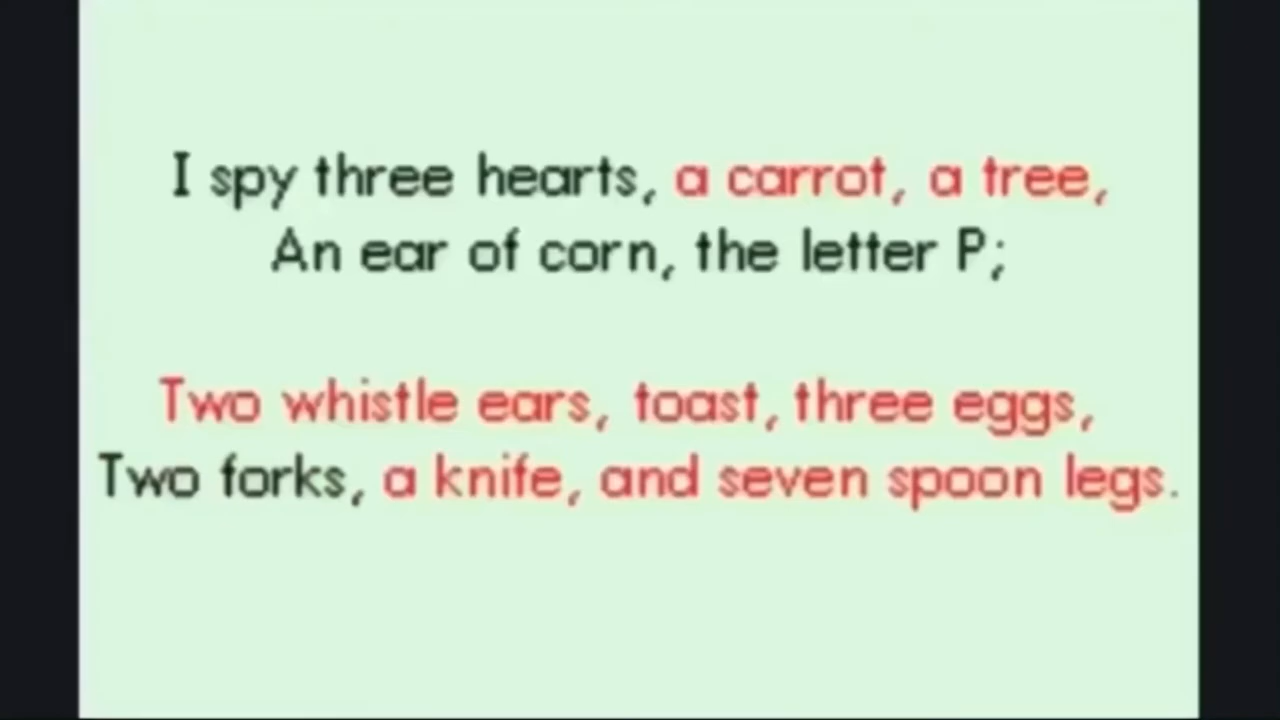 I spy three hearts, a carrot, a tree,
An ear of corn, the letter P;
Two whistle ears, toast, three eggs,
Two forks, a knife, and seven spoon legs.